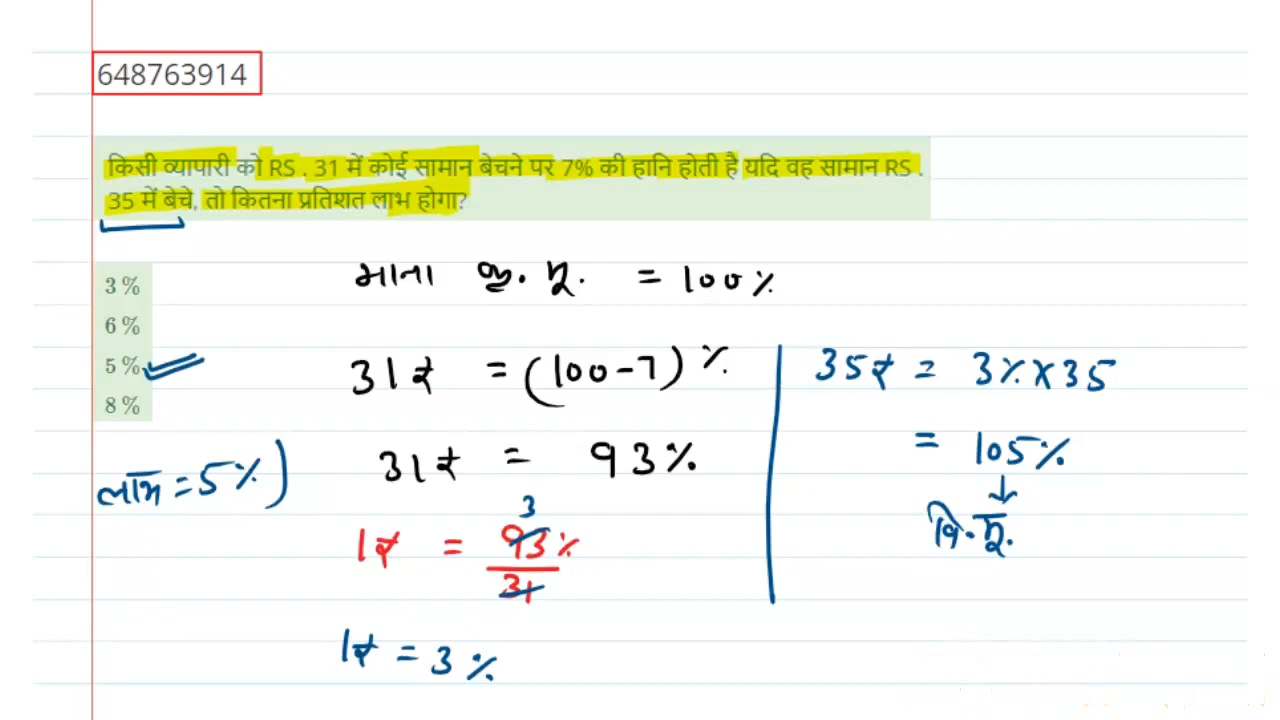 648763914
किसी व्यापारी को RS . 31 में कोई सामान बेचने पर 7% की हानि होती है यदि वह सामान RS .
35 में बेचे, तो कितना प्रतिशत लाभ होगा?
3 %
6 %
5 %
8 %
माना क्रु. मू. = 100 %
31₹ = (100-7) %
31₹ = 93 %
1₹ = 93 % / 31
3
1₹ = 3 %
35₹ = 3% × 35
= 105 %
↓
वि. मू.
लाभ = 5 % )